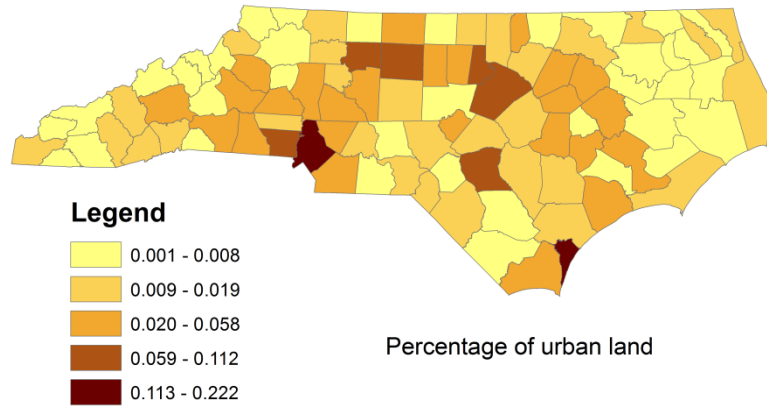 Legend
0.001 - 0.008
0.009 - 0.019
0.020 - 0.058
0.059 - 0.112
0.113 - 0.222
Percentage of urban land